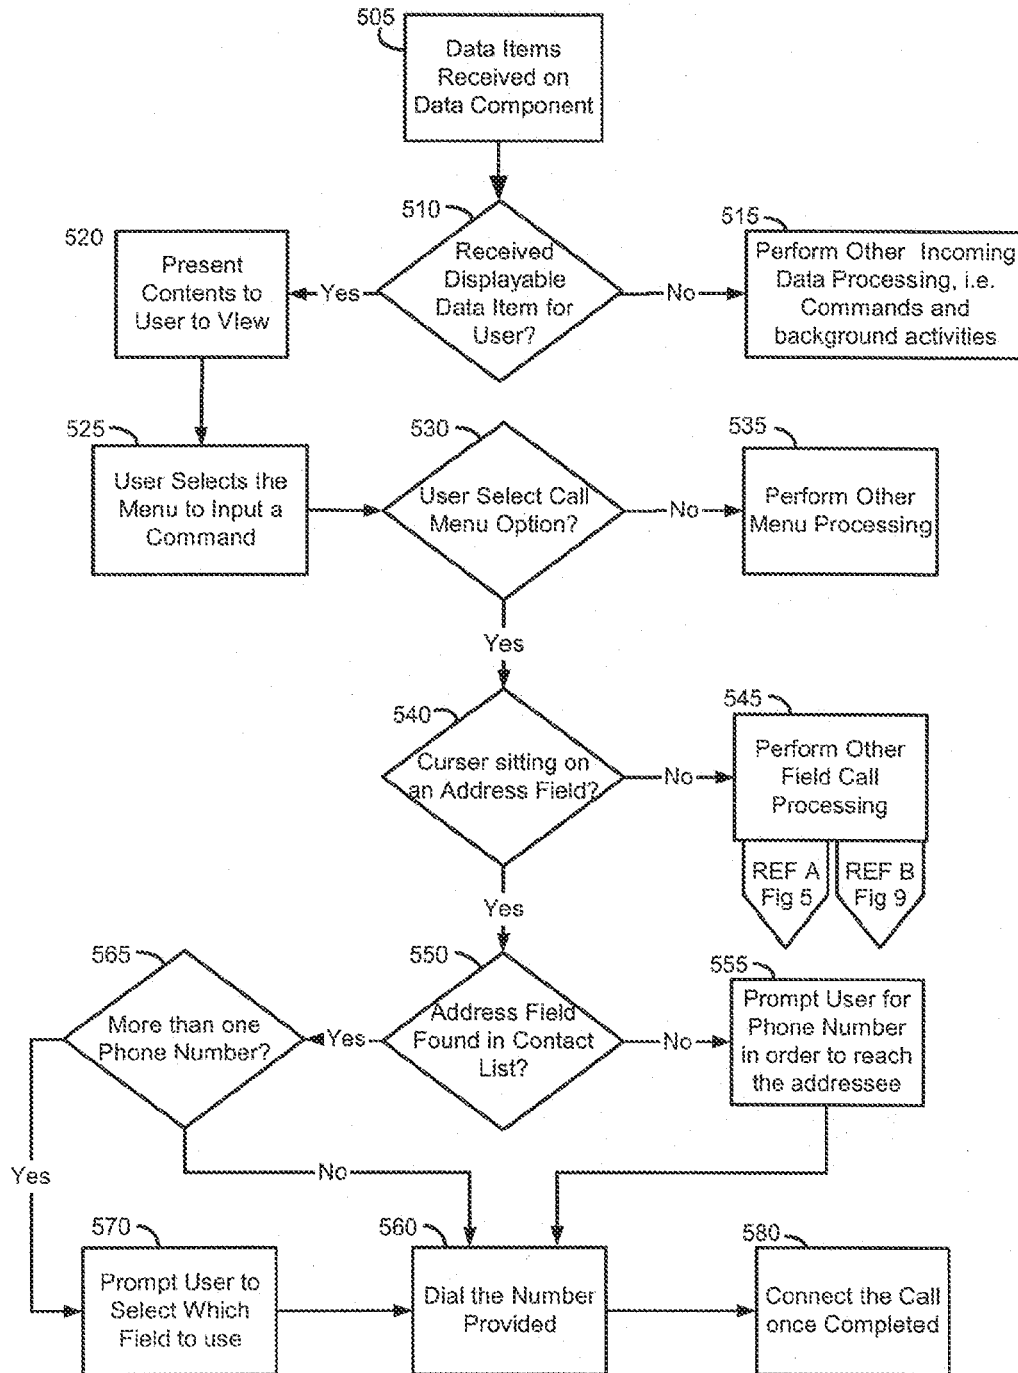 505
Data Items
Received on
Data Component
510
Received
Displayable
Data Item for
User?
Yes
No
515
Perform Other Incoming
Data Processing, i.e.
Commands and
background activities
520
Present
Contents to
User to View
525
User Selects the
Menu to Input a
Command
530
User Select Call
Menu Option?
No
535
Perform Other
Menu Processing
Yes
540
Curser sitting on
an Address Field?
No
545
Perform Other
Field Call
Processing
REF A
Fig 5
REF B
Fig 9
Yes
550
Address Field
Found in Contact
List?
Yes
No
555
Prompt User for
Phone Number
in order to reach
the addressee
565
More than one
Phone Number?
Yes
No
570
Prompt User to
Select Which
Field to use
560
Dial the Number
Provided
580
Connect the Call
once Completed